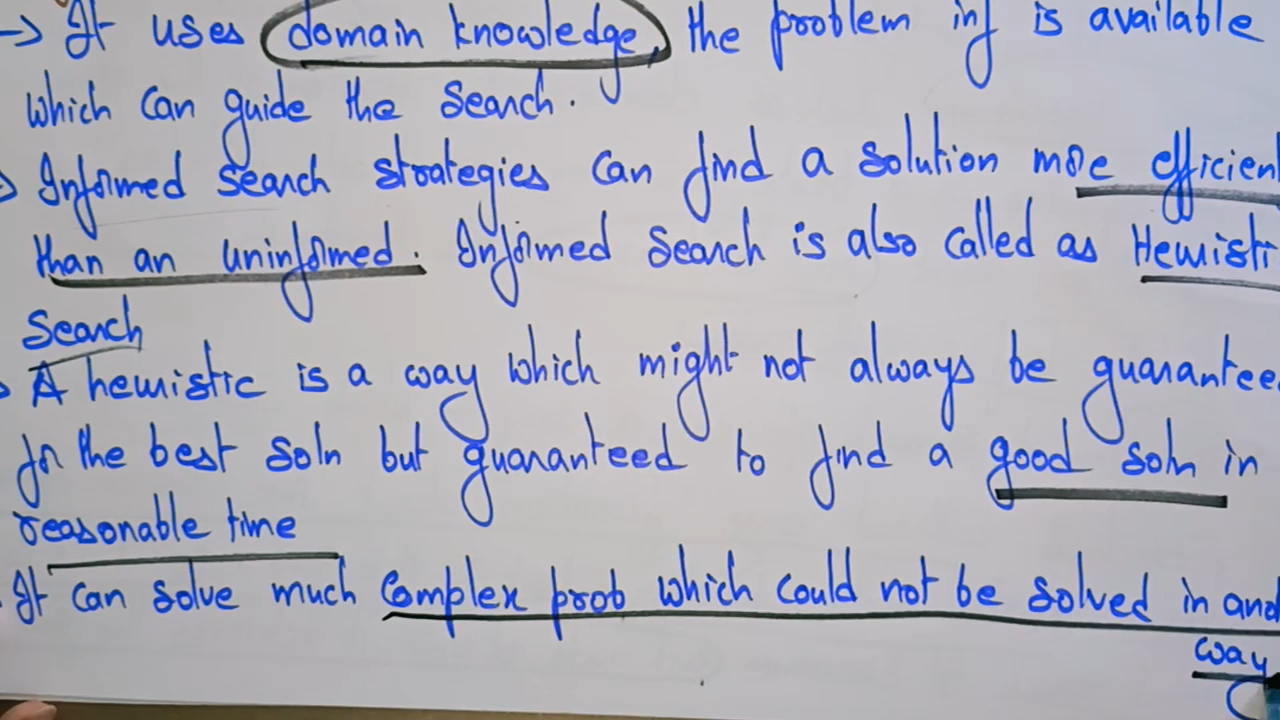 → It uses domain knowledge, the problem inf is available
which can guide the search.
Informed search strategies can find a solution more efficient
than an uninformed. Informed search is also called as Heuristi
Search
A heuristic is a way which might not always be guarantee
for the best soln but guaranteed to find a good soln in
reasonable time
It can solve much complex prob which could not be solved in ano
way